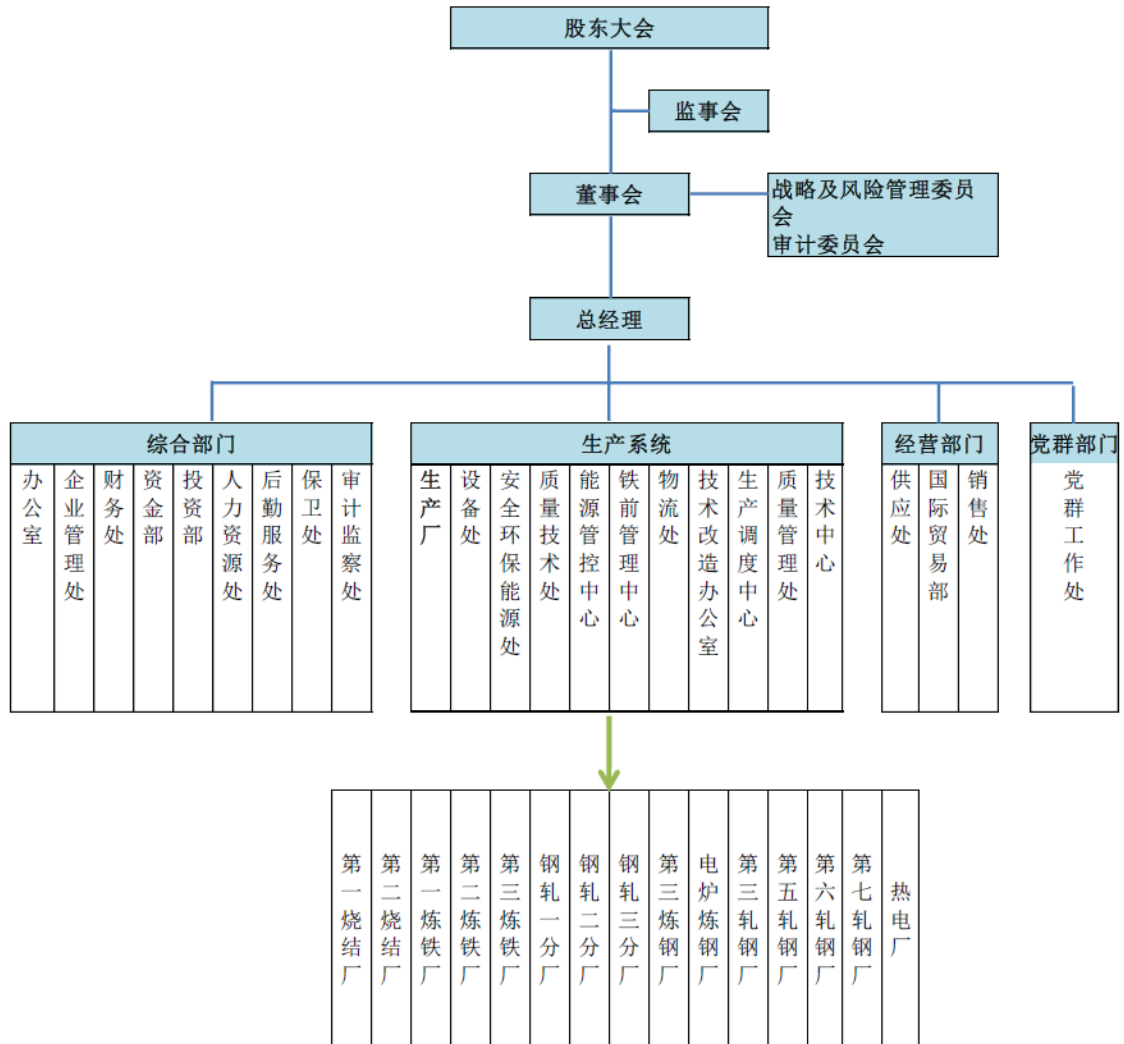 股东大会
监事会
董事会
战略及风险管理委员
会
审计委员会
总经理
综合部门
生产系统
经营部门
党群部门
办公室
企业管理处
财务处
资金部
投资部
人力资源处
后勤服务处
保卫处
审计监察处
生产厂
设备处
安全环保能源处
质量技术处
能源管控中心
铁前管理中心
物流处
技术改造办公室
生产调度中心
质量管理处
技术中心
供应处
国际贸易部
销售处
党群工作处
第一烧结厂
第二烧结厂
第一炼铁厂
第二炼铁厂
第三炼铁厂
钢轧一分厂
钢轧二分厂
钢轧三分厂
第三炼钢厂
电炉炼钢厂
第三轧钢厂
第五轧钢厂
第六轧钢厂
第七轧钢厂
热电厂